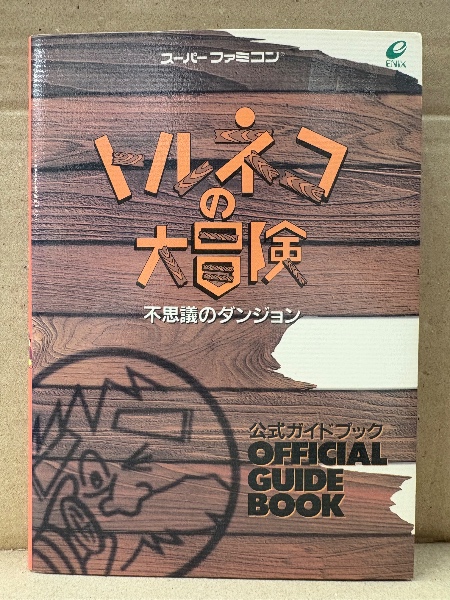 スーパーファミコン
ENIX
トルネコ
の
大冒険
不思議のダンジョン
公式ガイドブック
OFFICIAL
GUIDE
BOOK